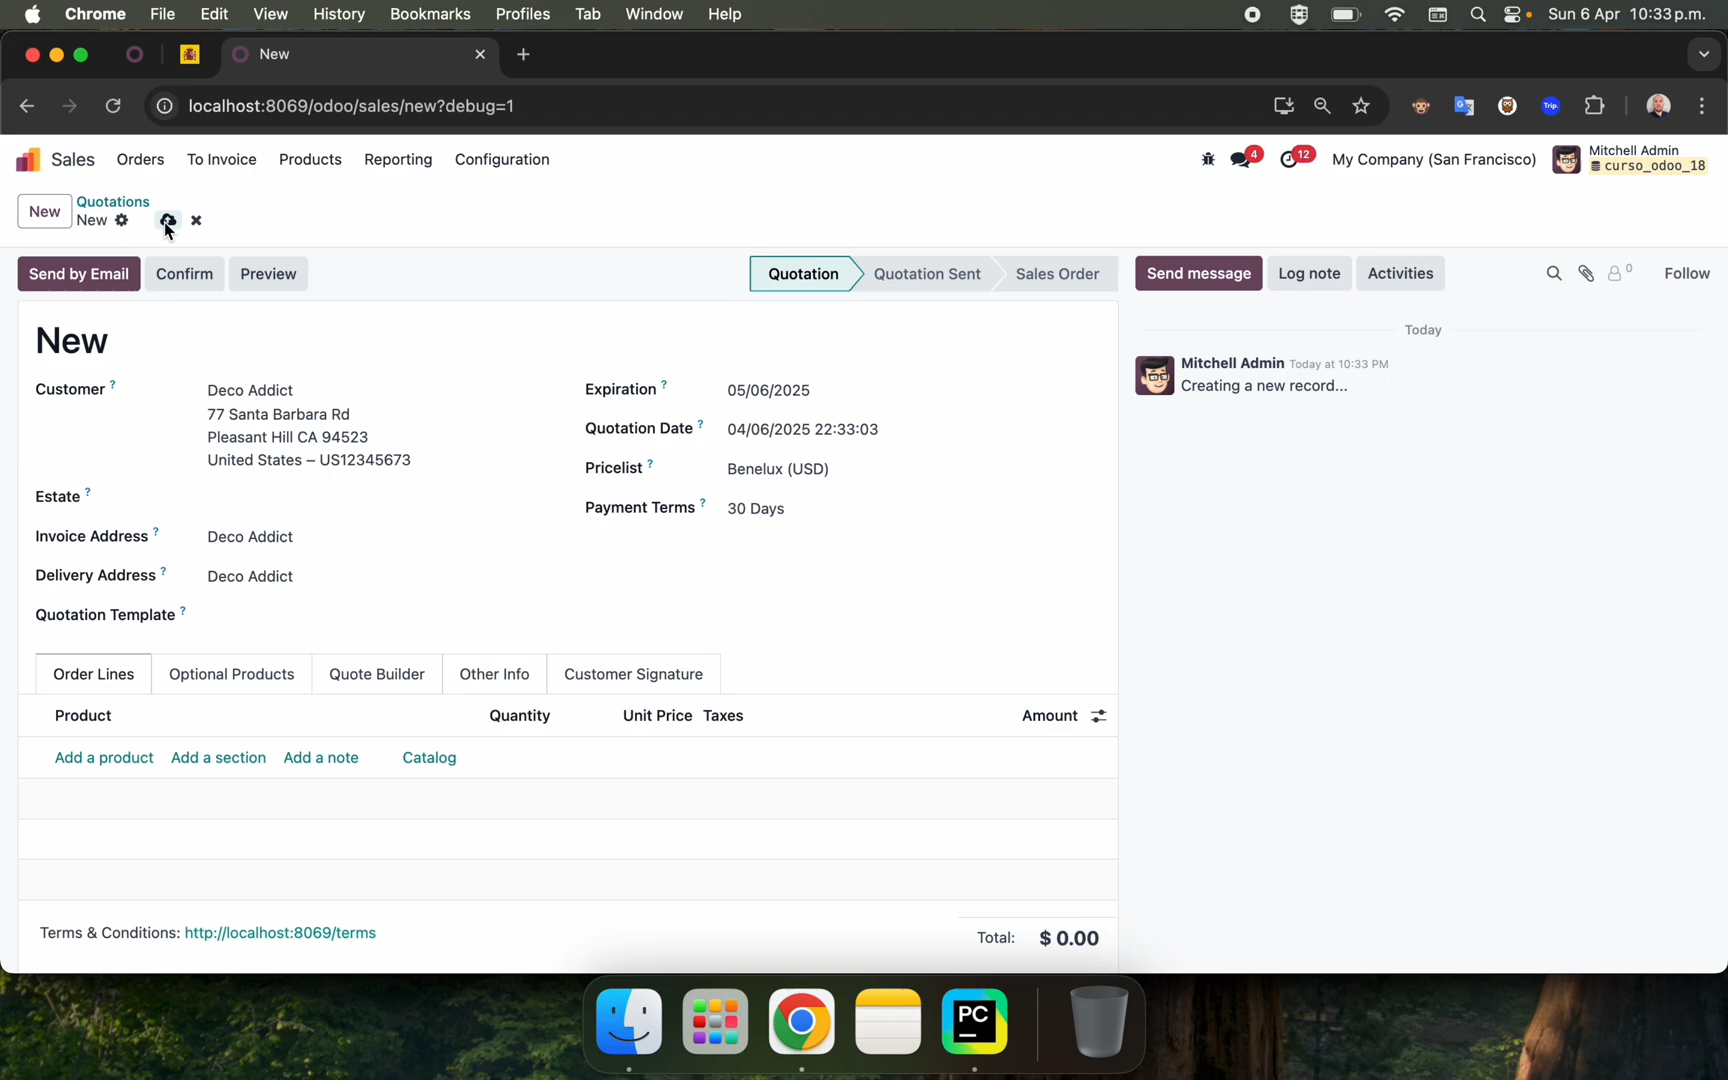 Chrome File Edit View History Bookmarks Profiles Tab Window Help Sun 6 Apr 10:33 p.m.
New
localhost:8069/odoo/sales/new?debug=1
Trip.
Sales Orders To Invoice Products Reporting Configuration 4 12 My Company (San Francisco) Mitchell Admin
curso_odoo_18
New Quotations
New
Send by Email Confirm Preview Quotation Quotation Sent Sales Order Send message Log note Activities 0 Follow
New
Today
Mitchell Admin Today at 10:33 PM
Creating a new record...
Customer ? Deco Addict
77 Santa Barbara Rd
Pleasant Hill CA 94523
United States – US12345673
Estate ?
Invoice Address ? Deco Addict
Delivery Address ? Deco Addict
Quotation Template ?
Expiration ? 05/06/2025
Quotation Date ? 04/06/2025 22:33:03
Pricelist ? Benelux (USD)
Payment Terms ? 30 Days
Order Lines Optional Products Quote Builder Other Info Customer Signature
Product Quantity Unit Price Taxes Amount
Add a product Add a section Add a note Catalog
Terms & Conditions: http://localhost:8069/terms
Total: $ 0.00
PC